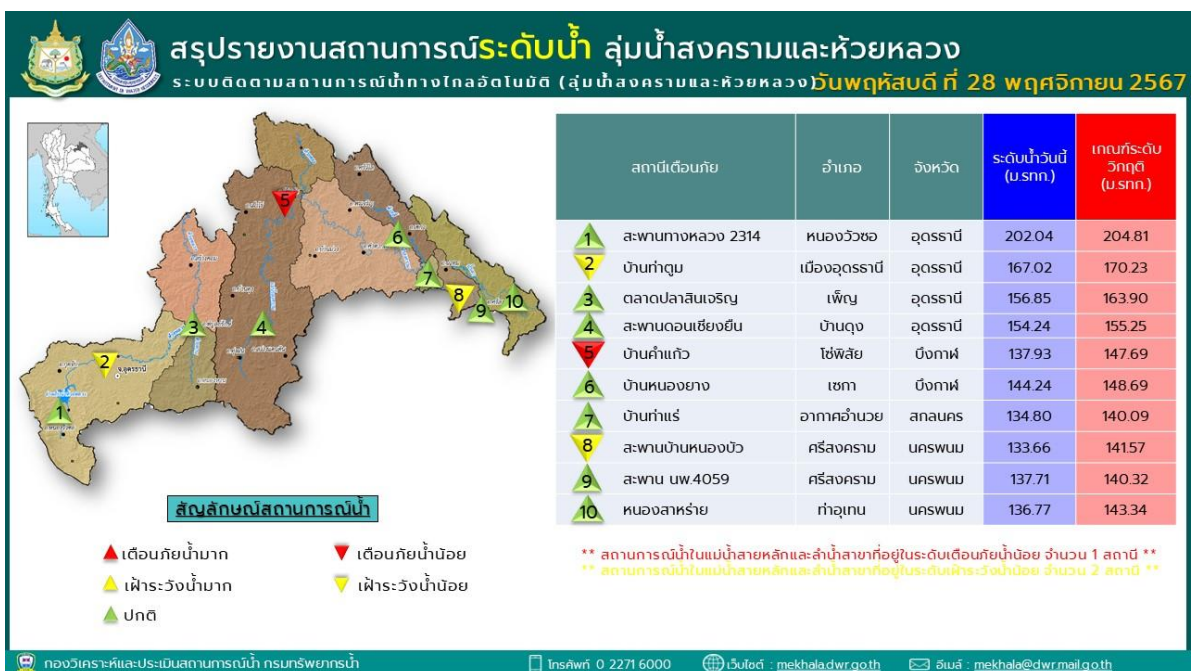 สรุปรายงานสถานการณ์ระดับน้ำ ลุ่มน้ำสงครามและห้วยหลวง
ระบบติดตามสถานการณ์น้ำทางไกลอัตโนมัติ (ลุ่มน้ำสงครามและห้วยหลวง)วันพฤหัสบดี ที่ 28 พฤศจิกายน 2567
สถานีเตือนภัย อำเภอ จังหวัด ระดับน้ำวันนี้ (ม.รทก.) เกณฑ์ระดับวิกฤติ (ม.รทก.)
1 สะพานทางหลวง 2314 หนองวัวซอ อุดรธานี 202.04 204.81
2 บ้านท่าตูม เมืองอุดรธานี อุดรธานี 167.02 170.23
3 ตลาดปลาสินเจริญ เพ็ญ อุดรธานี 156.85 163.90
4 สะพานดอนเชียงยืน บ้านดุง อุดรธานี 154.24 155.25
5 บ้านคำแก้ว โซ่พิสัย บึงกาฬ 137.93 147.69
6 บ้านหนองยาง เซกา บึงกาฬ 144.24 148.69
7 บ้านท่าแร่ อากาศอำนวย สกลนคร 134.80 140.09
8 สะพานบ้านหนองบัว ศรีสงคราม นครพนม 133.66 141.57
9 สะพาน นพ.4059 ศรีสงคราม นครพนม 137.71 140.32
10 หนองสาหร่าย ท่าอุเทน นครพนม 136.77 143.34
5
6
7
8
9
10
3
4
2
จ.อุดรธานี
1
สัญลักษณ์สถานการณ์น้ำ
เตือนภัยน้ำมาก เตือนภัยน้ำน้อย
เฝ้าระวังน้ำมาก เฝ้าระวังน้ำน้อย
ปกติ
** สถานการณ์น้ำในแม่น้ำสายหลักและลำน้ำสาขาที่อยู่ในระดับเตือนภัยน้ำน้อย จำนวน 1 สถานี **
** สถานการณ์น้ำในแม่น้ำสายหลักและลำน้ำสาขาที่อยู่ในระดับเฝ้าระวังน้ำน้อย จำนวน 2 สถานี **
กองวิเคราะห์และประเมินสถานการณ์น้ำ กรมทรัพยากรน้ำ โทรศัพท์ 0 2271 6000 เว็บไซต์ : mekhala.dwr.go.th อีเมล์ : mekhala@dwr.mail.go.th